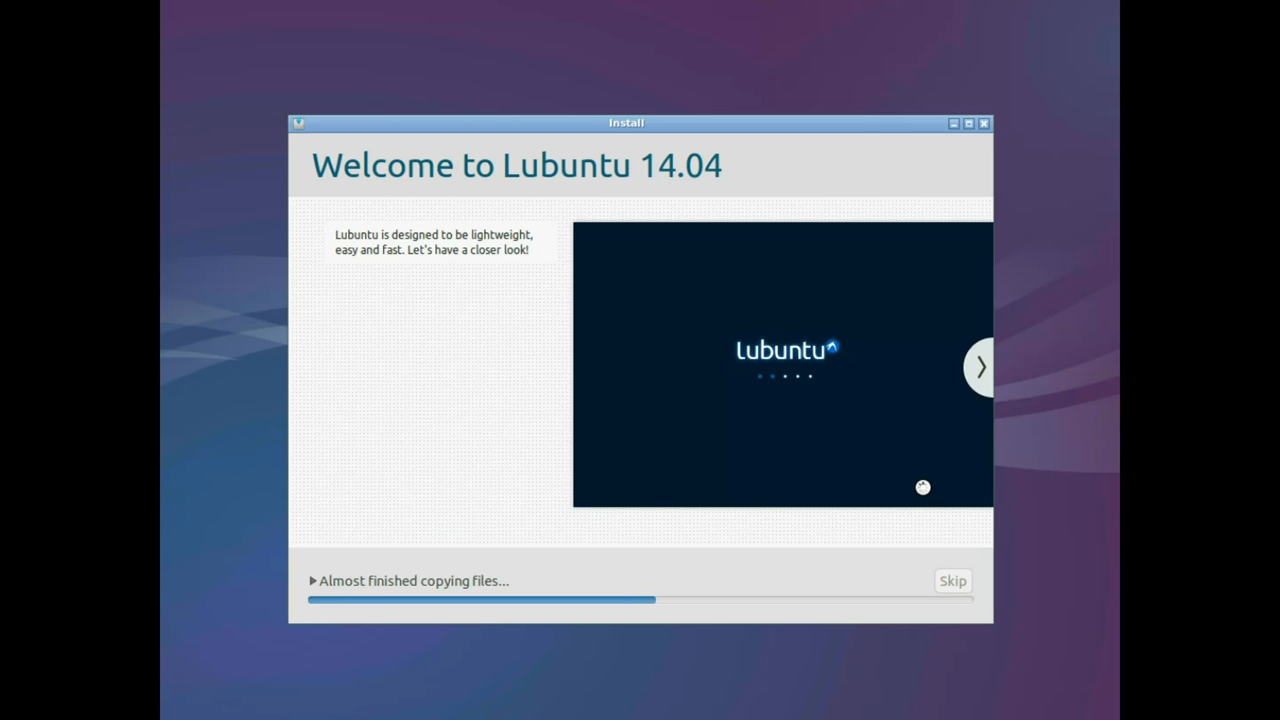 Install
Welcome to Lubuntu 14.04
Lubuntu is designed to be lightweight,
easy and fast. Let's have a closer look!
lubuntu
Almost finished copying files...
Skip